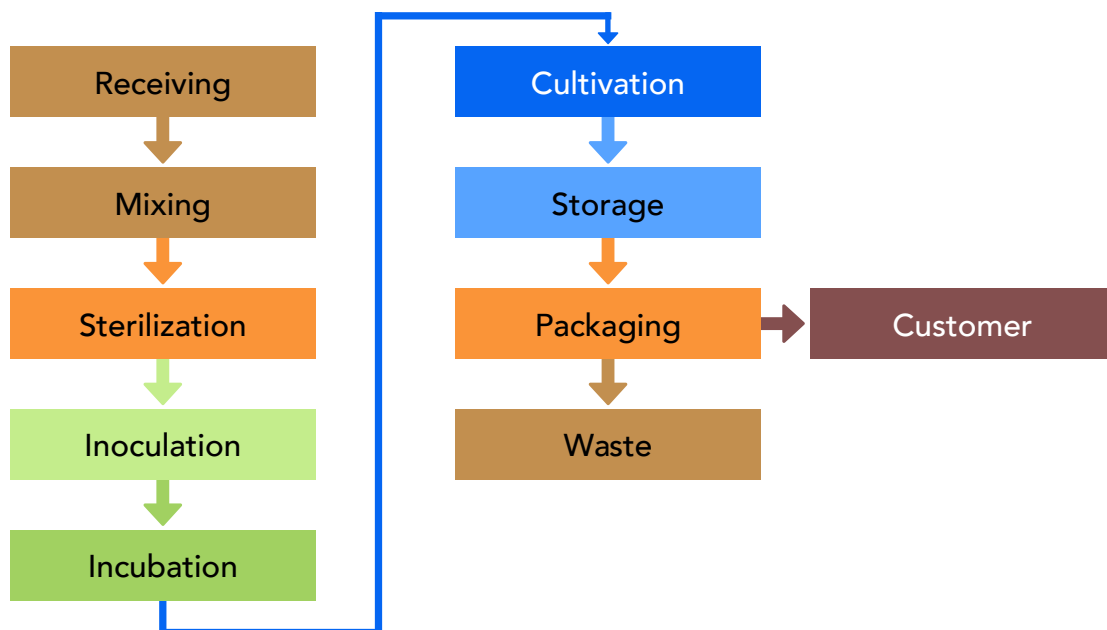 Receiving
Mixing
Sterilization
Inoculation
Incubation
Cultivation
Storage
Packaging
Customer
Waste